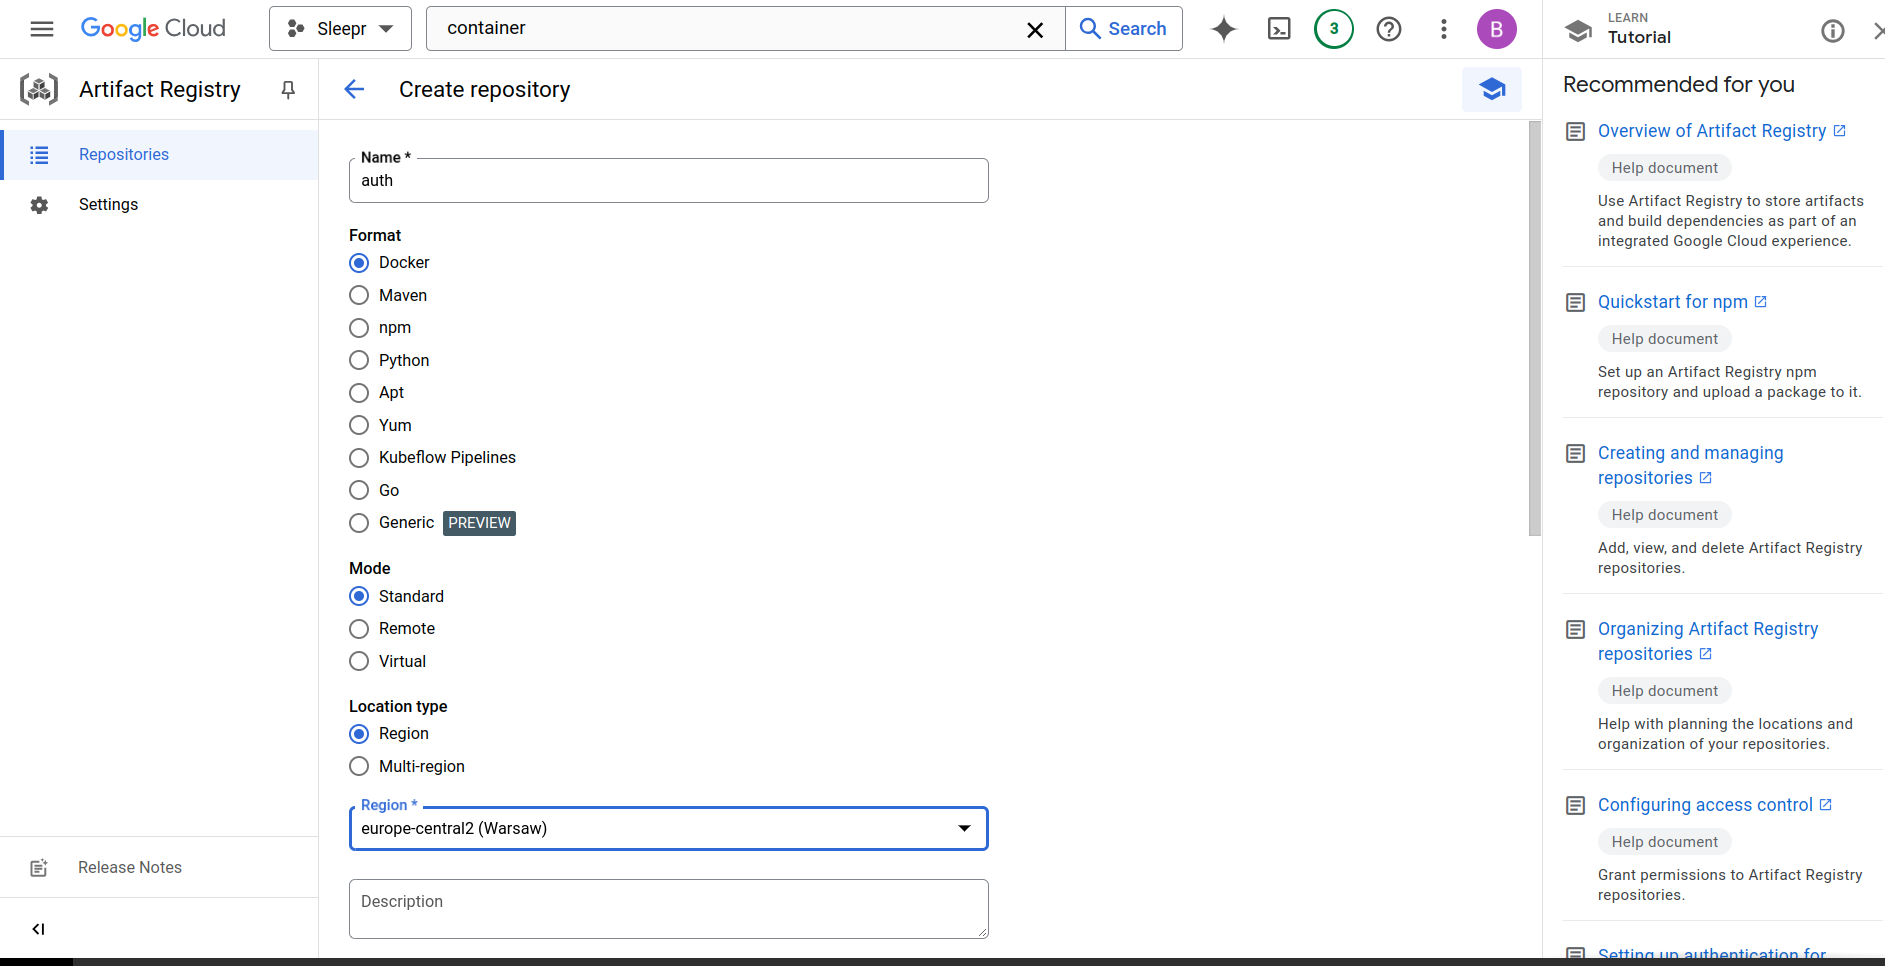 Google Cloud
Sleepr
container
Search
3
B
LEARN
Tutorial
Artifact Registry
Create repository
Repositories
Settings
Release Notes
Name *
auth
Format
Docker
Maven
npm
Python
Apt
Yum
Kubeflow Pipelines
Go
Generic PREVIEW
Mode
Standard
Remote
Virtual
Location type
Region
Multi-region
Region *
europe-central2 (Warsaw)
Description
Recommended for you
Overview of Artifact Registry
Help document
Use Artifact Registry to store artifacts
and build dependencies as part of an
integrated Google Cloud experience.
Quickstart for npm
Help document
Set up an Artifact Registry npm
repository and upload a package to it.
Creating and managing
repositories
Help document
Add, view, and delete Artifact Registry
repositories.
Organizing Artifact Registry
repositories
Help document
Help with planning the locations and
organization of your repositories.
Configuring access control
Help document
Grant permissions to Artifact Registry
repositories.
Setting up authentication for